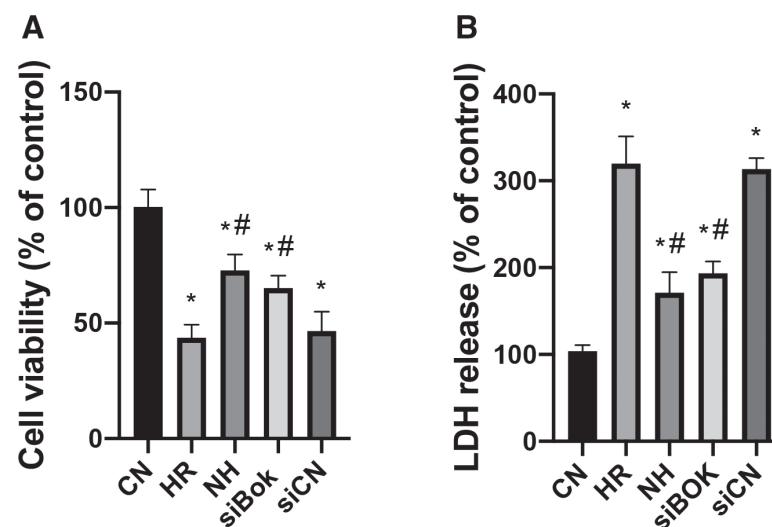 A
Cell viability (% of control)
150
100
50
0
*
*#
*#
*
CN
HR
NH
siBok
siCN
B
LDH release (% of control)
400
300
200
100
0
*
*#
*#
*
CN
HR
NH
siBOK
siCN